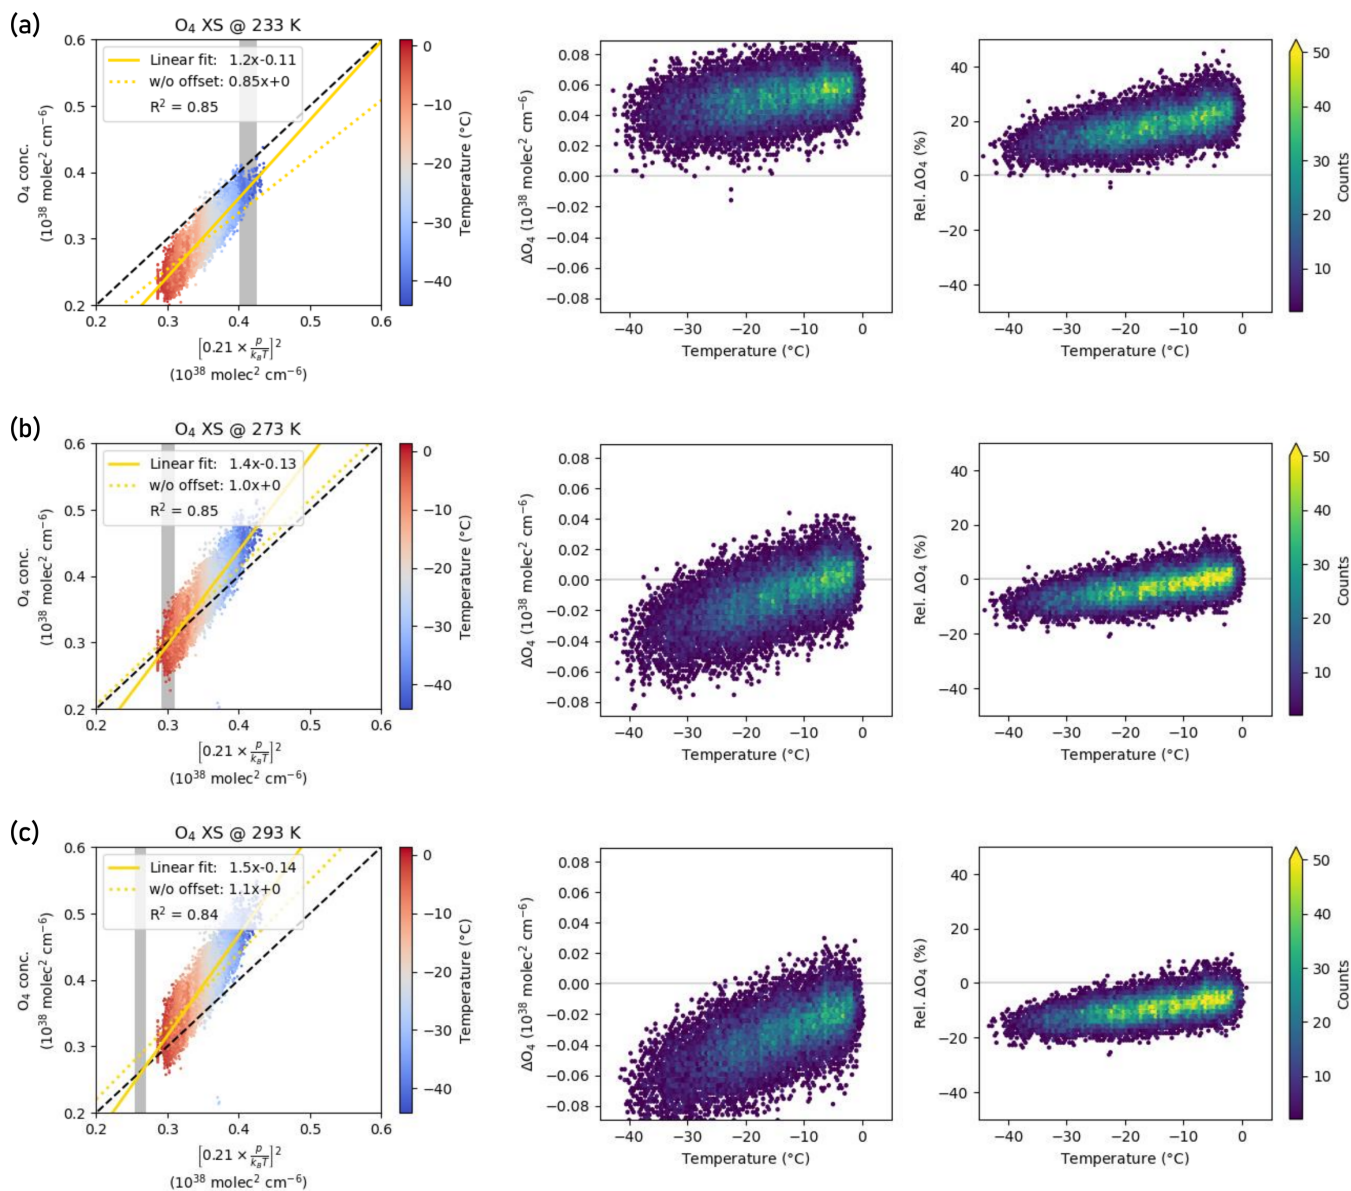 (a)
O₄ XS @ 233 K
0.6
0.5
0.4
0.3
0.2
0.2 0.3 0.4 0.5 0.6
O₄ conc.
(10³⁸ molec² cm⁻⁶)
Linear fit: 1.2x-0.11
w/o offset: 0.85x+0
R² = 0.85
[0.21 × p/(k_B T)]²
(10³⁸ molec² cm⁻⁶)
0
−10
−20
−30
−40
Temperature (°C)
0.08
0.06
0.04
0.02
0.00
−0.02
−0.04
−0.06
−0.08
ΔO₄ (10³⁸ molec² cm⁻⁶)
−40 −30 −20 −10 0
Temperature (°C)
40
20
0
−20
−40
Rel. ΔO₄ (%)
−40 −30 −20 −10 0
Temperature (°C)
50
40
30
20
10
Counts
(b)
O₄ XS @ 273 K
0.6
0.5
0.4
0.3
0.2
0.2 0.3 0.4 0.5 0.6
O₄ conc.
(10³⁸ molec² cm⁻⁶)
Linear fit: 1.4x-0.13
w/o offset: 1.0x+0
R² = 0.85
[0.21 × p/(k_B T)]²
(10³⁸ molec² cm⁻⁶)
0
−10
−20
−30
−40
Temperature (°C)
0.08
0.06
0.04
0.02
0.00
−0.02
−0.04
−0.06
−0.08
ΔO₄ (10³⁸ molec² cm⁻⁶)
−40 −30 −20 −10 0
Temperature (°C)
40
20
0
−20
−40
Rel. ΔO₄ (%)
−40 −30 −20 −10 0
Temperature (°C)
50
40
30
20
10
Counts
(c)
O₄ XS @ 293 K
0.6
0.5
0.4
0.3
0.2
0.2 0.3 0.4 0.5 0.6
O₄ conc.
(10³⁸ molec² cm⁻⁶)
Linear fit: 1.5x-0.14
w/o offset: 1.1x+0
R² = 0.84
[0.21 × p/(k_B T)]²
(10³⁸ molec² cm⁻⁶)
0
−10
−20
−30
−40
Temperature (°C)
0.08
0.06
0.04
0.02
0.00
−0.02
−0.04
−0.06
−0.08
ΔO₄ (10³⁸ molec² cm⁻⁶)
−40 −30 −20 −10 0
Temperature (°C)
40
20
0
−20
−40
Rel. ΔO₄ (%)
−40 −30 −20 −10 0
Temperature (°C)
50
40
30
20
10
Counts